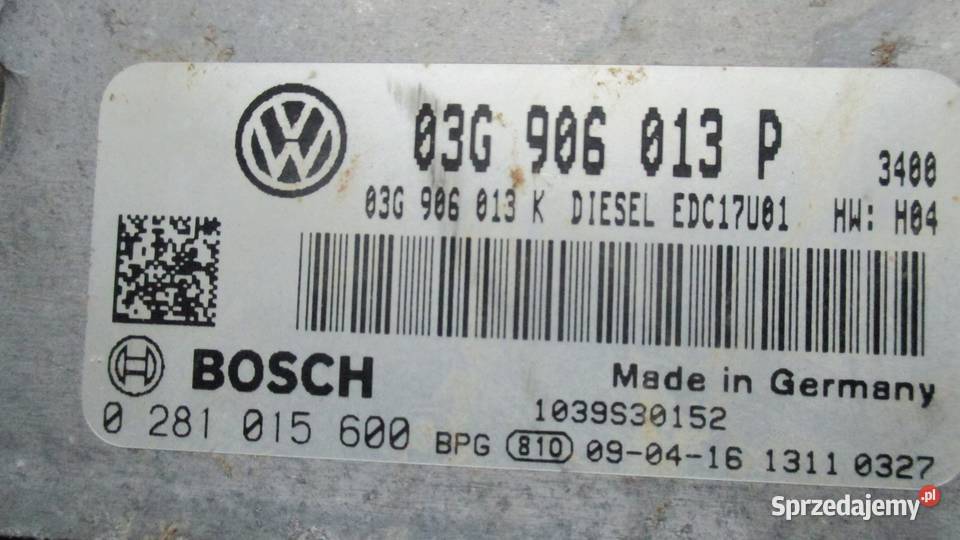 03G 906 013 P
3400
03G 906 013 K DIESEL EDC17U01 HW: H04
BOSCH
Made in Germany
1039S30152
0 281 015 600 BPG 810 09-04-16 1311 0327
Sprzedajemy.pl